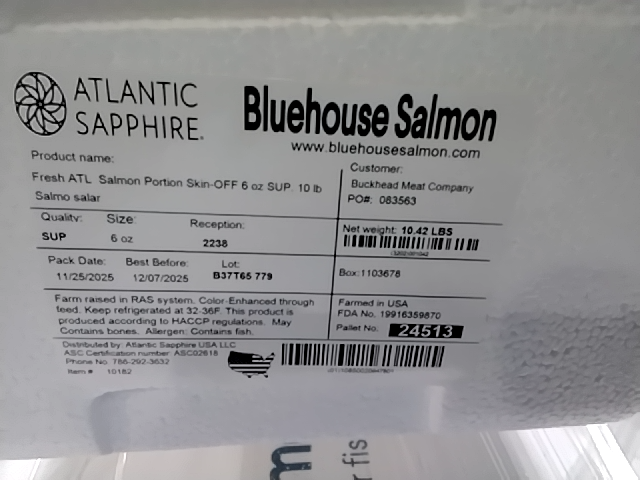 ATLANTIC
SAPPHIRE.
Bluehouse Salmon
www.bluehousesalmon.com
Product name:
Fresh ATL Salmon Portion Skin-OFF 6 oz SUP 10 lb
Salmo salar
Customer:
Buckhead Meat Company
PO#: 083563
Quality: Size: Reception:
SUP 6 oz 2238
Net weight: 10.42 LBS
Pack Date: Best Before: Lot:
11/25/2025 12/07/2025 B37T65 779
Box:1103678
Farm raised in RAS system. Color-Enhanced through
feed. Keep refrigerated at 32-36F. This product is
produced according to HACCP regulations. May
Contains bones. Allergen: Contains fish.
Farmed in USA
FDA No. 19916359870
Pallet No. 24513
Distributed by: Atlantic Sapphire USA LLC
ASC Certification number: ASC02618
Phone No. 786-292-3632
Item # 10182
m
r fis